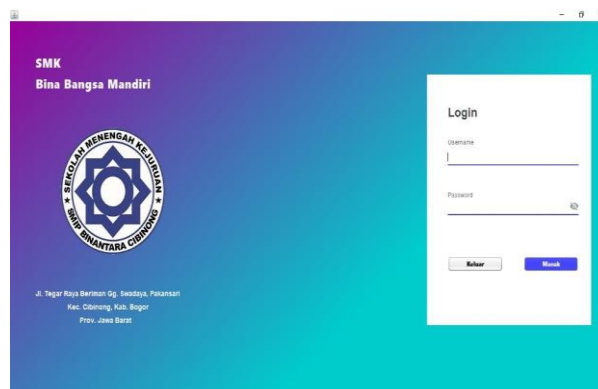 SMK
Bina Bangsa Mandiri
SEKOLAH MENENGAH KEJURUAN
SMIP BINANTARA CIBINONG
Jl. Tegar Raya Beriman Gg. Swadaya, Pakansari
Kec. Cibinong, Kab. Bogor
Prov. Jawa Barat
Login
Username
Password
Keluar
Masuk